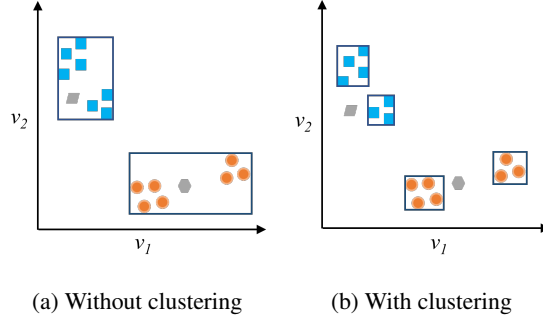 v2
v1
(a) Without clustering
v2
v1
(b) With clustering